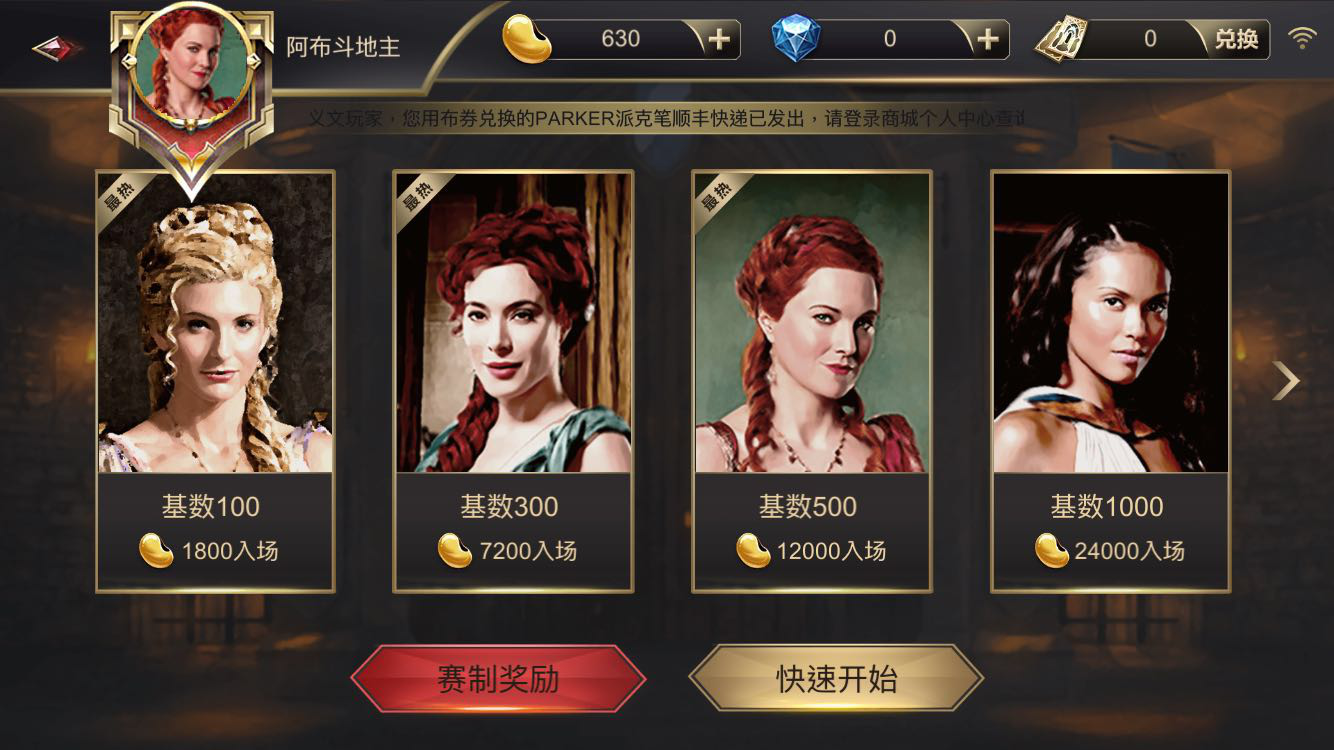 阿布斗地主
630
0
0
兑换
义文玩家,您用布券兑换的PARKER派克笔顺丰快递已发出,请登录商城个人中心查
最热
最热
最热
基数100
基数300
基数500
基数1000
1800入场
7200入场
12000入场
24000入场
赛制奖励
快速开始